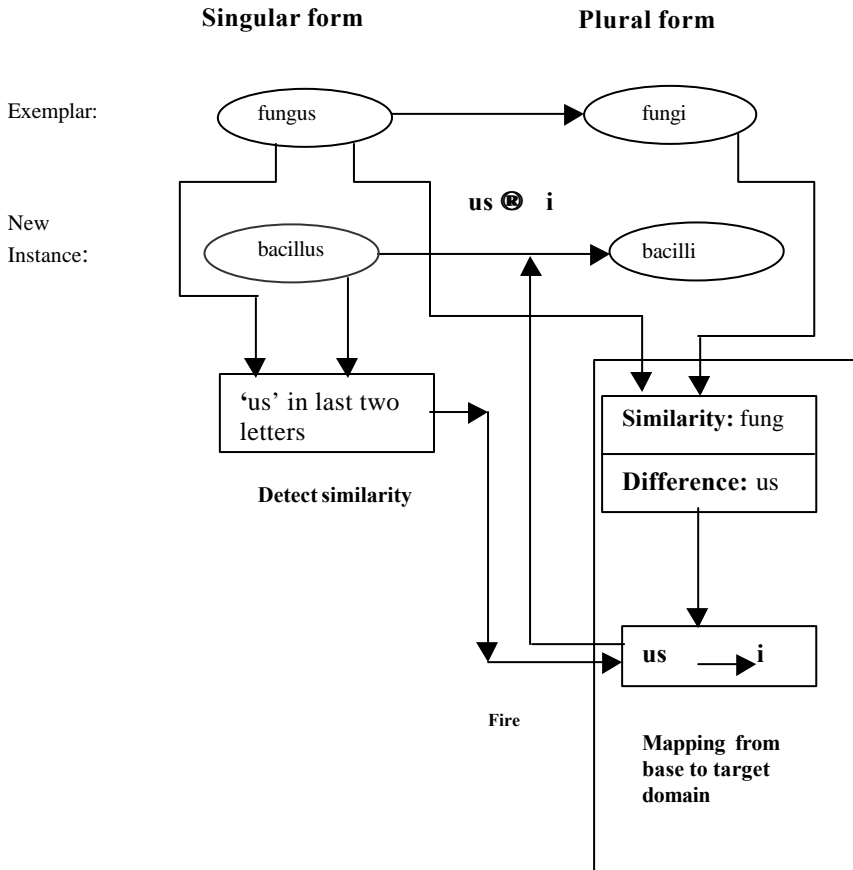 Singular form Plural form
Exemplar: fungus fungi
us ® i
New
Instance: bacillus bacilli
‘us’ in last two
letters
Similarity: fung
Difference: us
Detect similarity
us i
Fire
Mapping from
base to target
domain